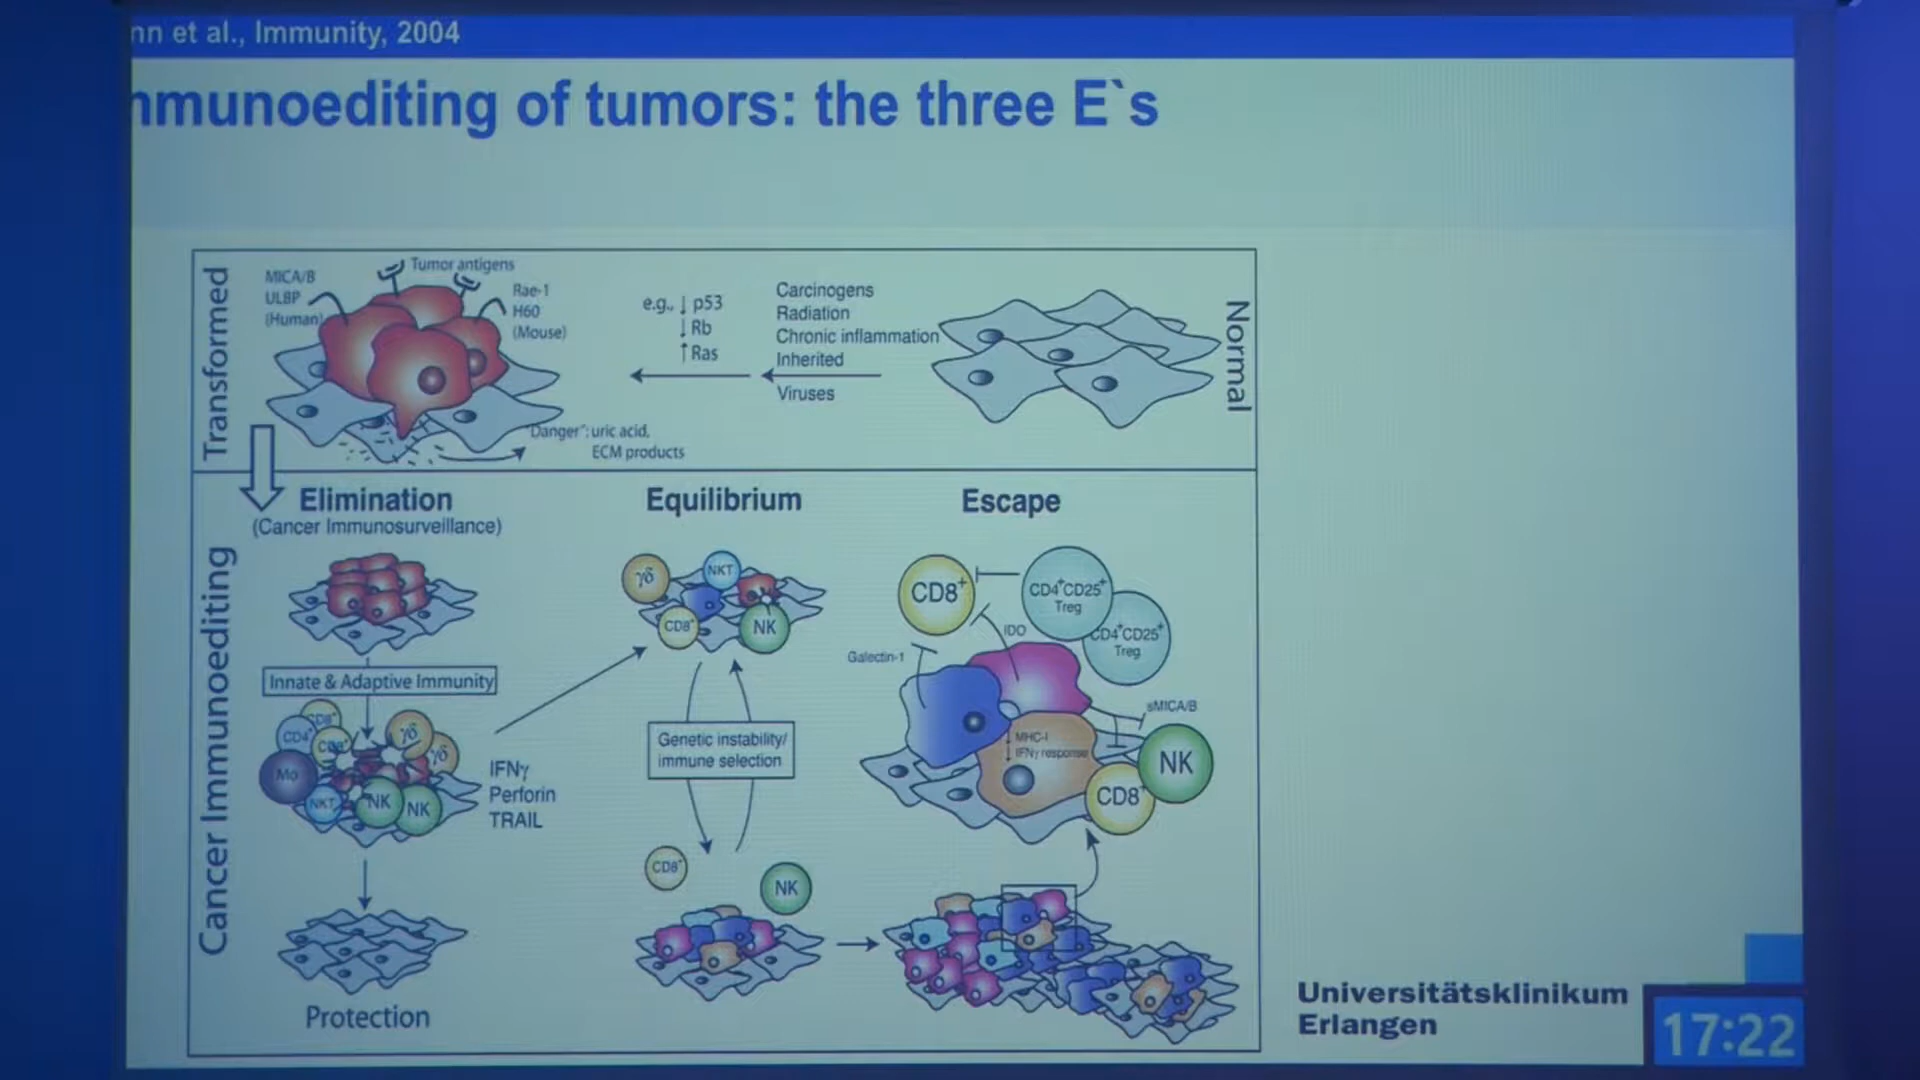 nn et al., Immunity, 2004
mmunoediting of tumors: the three E`s
Transformed
MICA/B
ULBP
(Human)
Tumor antigens
Rae-1
H60
(Mouse)
e.g., ↓ p53
↓ Rb
↑ Ras
Carcinogens
Radiation
Chronic inflammation
Inherited
Viruses
Normal
"Danger": uric acid,
ECM products
Cancer Immunoediting
Elimination
(Cancer Immunosurveillance)
Innate & Adaptive Immunity
CD8+
CD4+
CD8+
γδ
γδ
Mo
NKT
NK
NK
IFNγ
Perforin
TRAIL
Protection
Equilibrium
γδ
NKT
CD8+
NK
Genetic instability/
immune selection
CD8+
NK
Escape
CD8+
CD4+CD25+
Treg
CD4+CD25+
Treg
IDO
Galectin-1
sMICA/B
↓ MHC-I
↓ IFNγ response
NK
CD8+
Universitätsklinikum
Erlangen
17:22